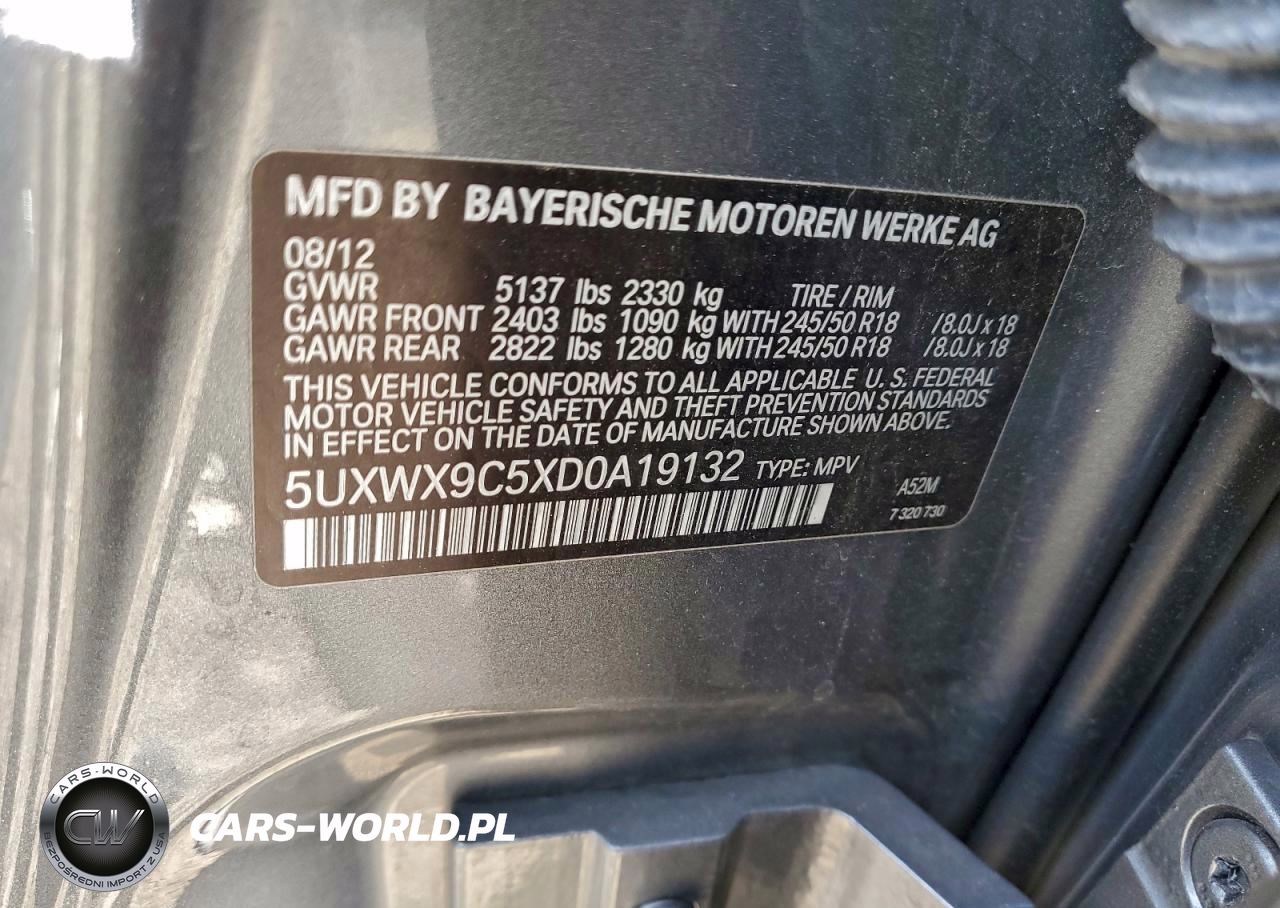 MFD BY BAYERISCHE MOTOREN WERKE AG
08/12
GVWR 5137 lbs 2330 kg TIRE / RIM
GAWR FRONT 2403 lbs 1090 kg WITH 245/50 R18 /8.0J x 18
GAWR REAR 2822 lbs 1280 kg WITH 245/50 R18 /8.0J x 18
THIS VEHICLE CONFORMS TO ALL APPLICABLE U. S. FEDERAL
MOTOR VEHICLE SAFETY AND THEFT PREVENTION STANDARDS
IN EFFECT ON THE DATE OF MANUFACTURE SHOWN ABOVE.
5UXWX9C5XD0A19132 TYPE: MPV
A52M
7 320 730
CARS-WORLD
CW
BEZPOŚREDNI IMPORT Z USA
CARS-WORLD.PL